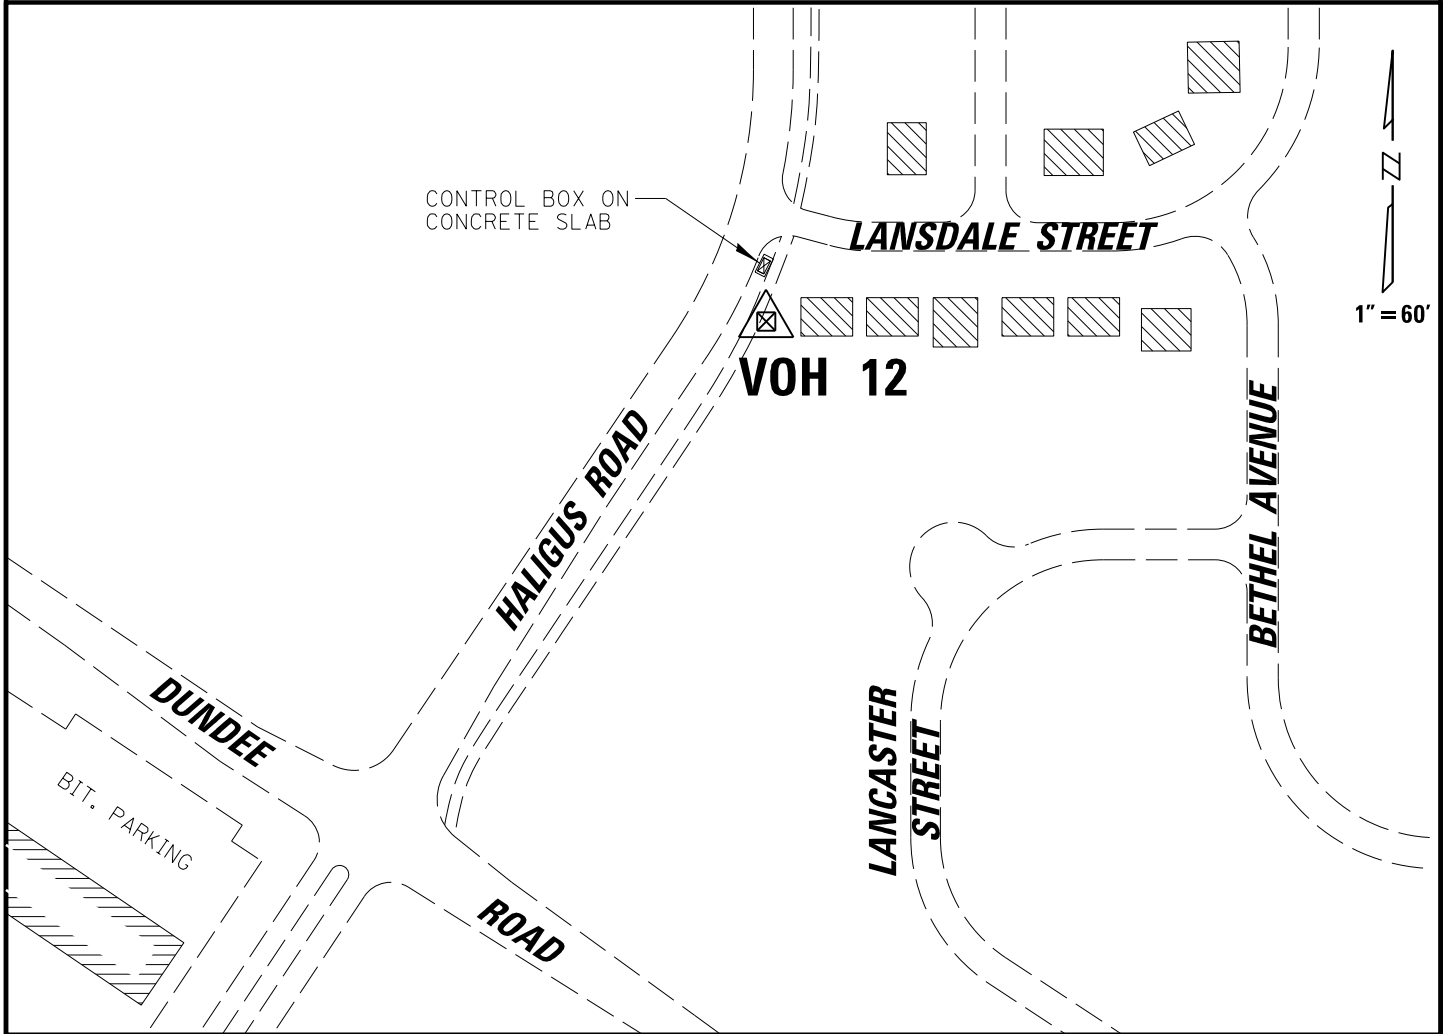 CONTROL BOX ON
CONCRETE SLAB
LANSDALE STREET
N
1" = 60'
VOH 12
HALIGUS ROAD
BETHEL AVENUE
DUNDEE
BIT. PARKING
LANCASTER
STREET
ROAD